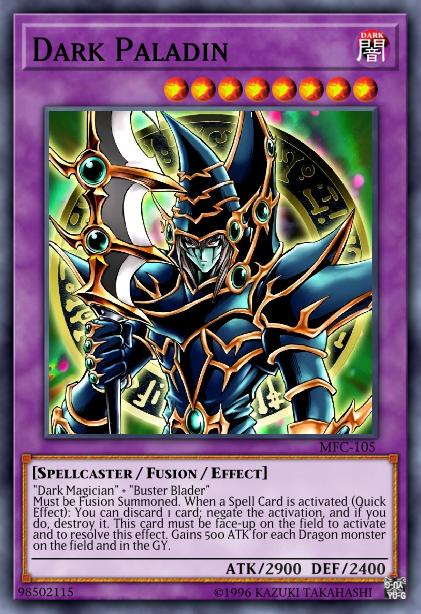 DARK PALADIN
DARK
闇
MFC-105
[SPELLCASTER / FUSION / EFFECT]
"Dark Magician" + "Buster Blader"
Must be Fusion Summoned. When a Spell Card is activated (Quick
Effect): You can discard 1 card; negate the activation, and if you
do, destroy it. This card must be face-up on the field to activate
and to resolve this effect. Gains 500 ATK for each Dragon monster
on the field and in the GY.
ATK/2900 DEF/2400
98502115
©1996 KAZUKI TAKAHASHI